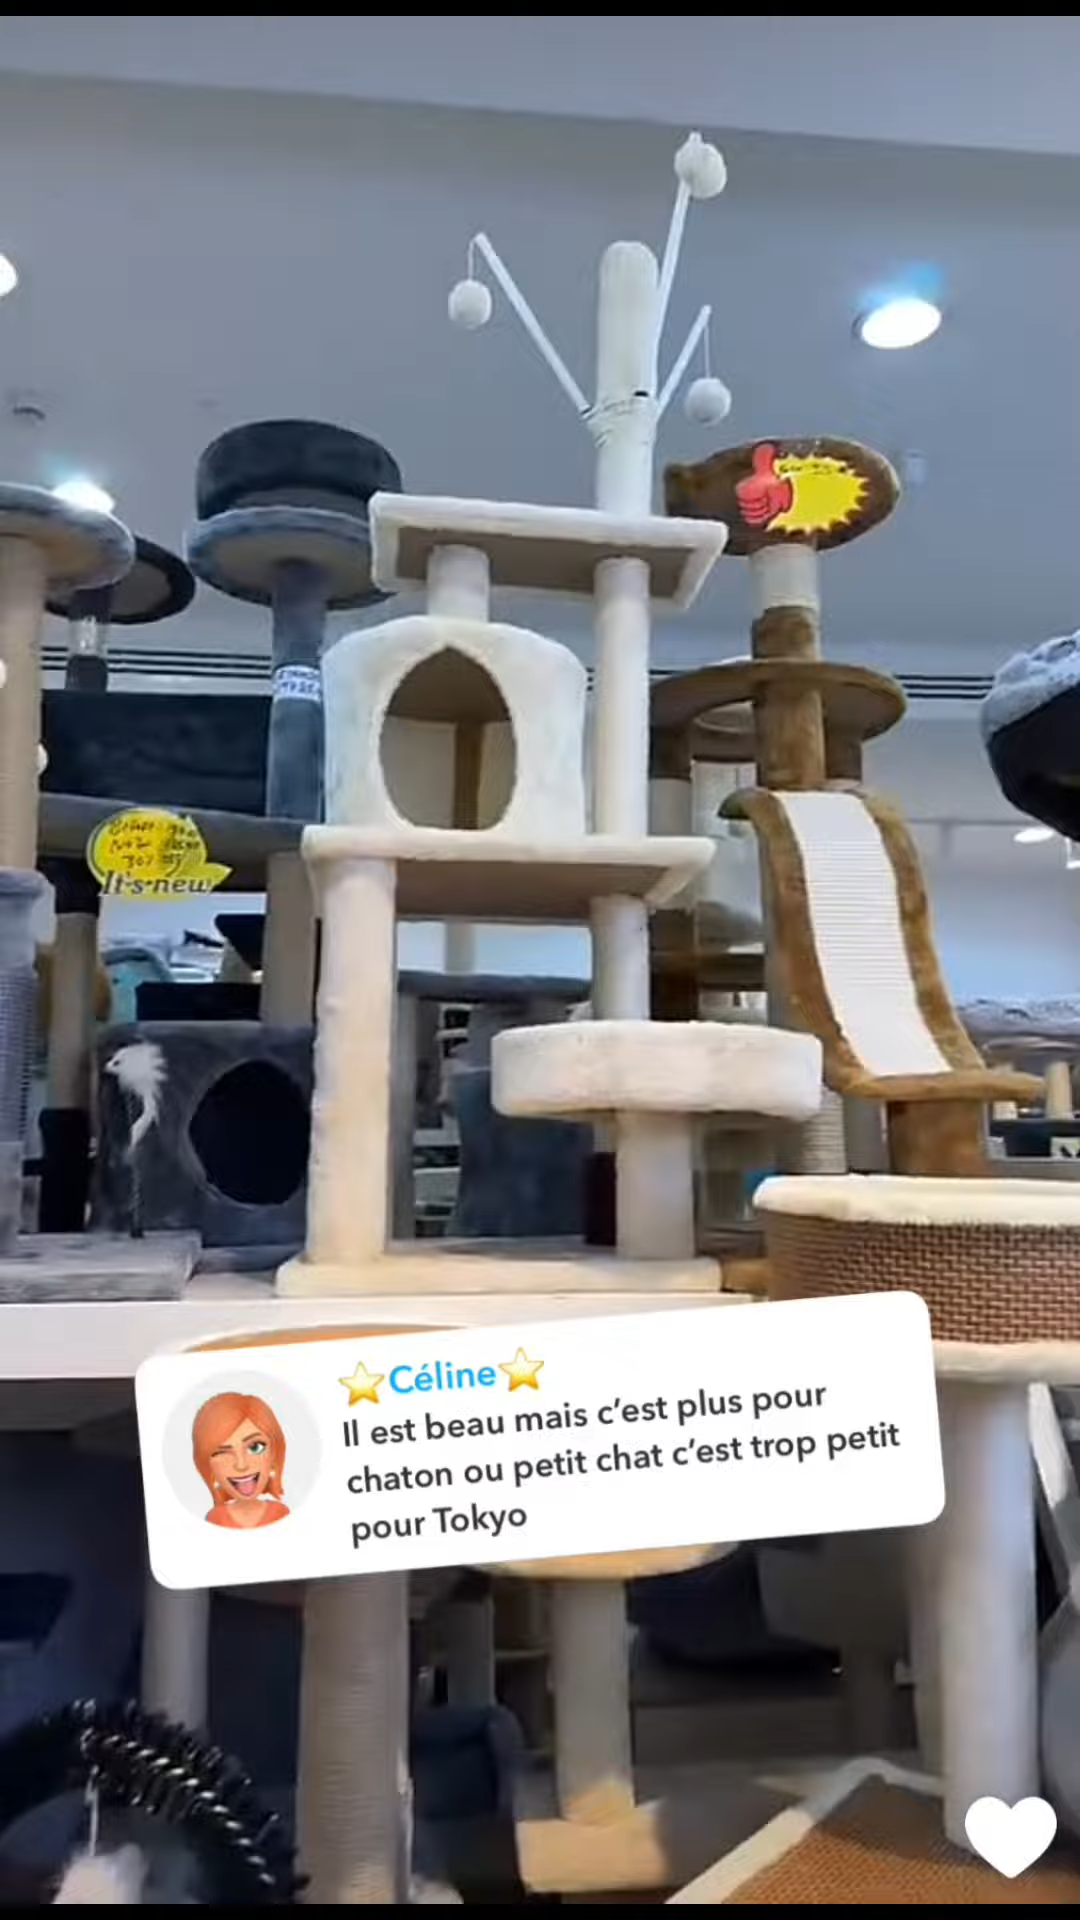 It's new
⭐Céline⭐
Il est beau mais c’est plus pour
chaton ou petit chat c’est trop petit
pour Tokyo